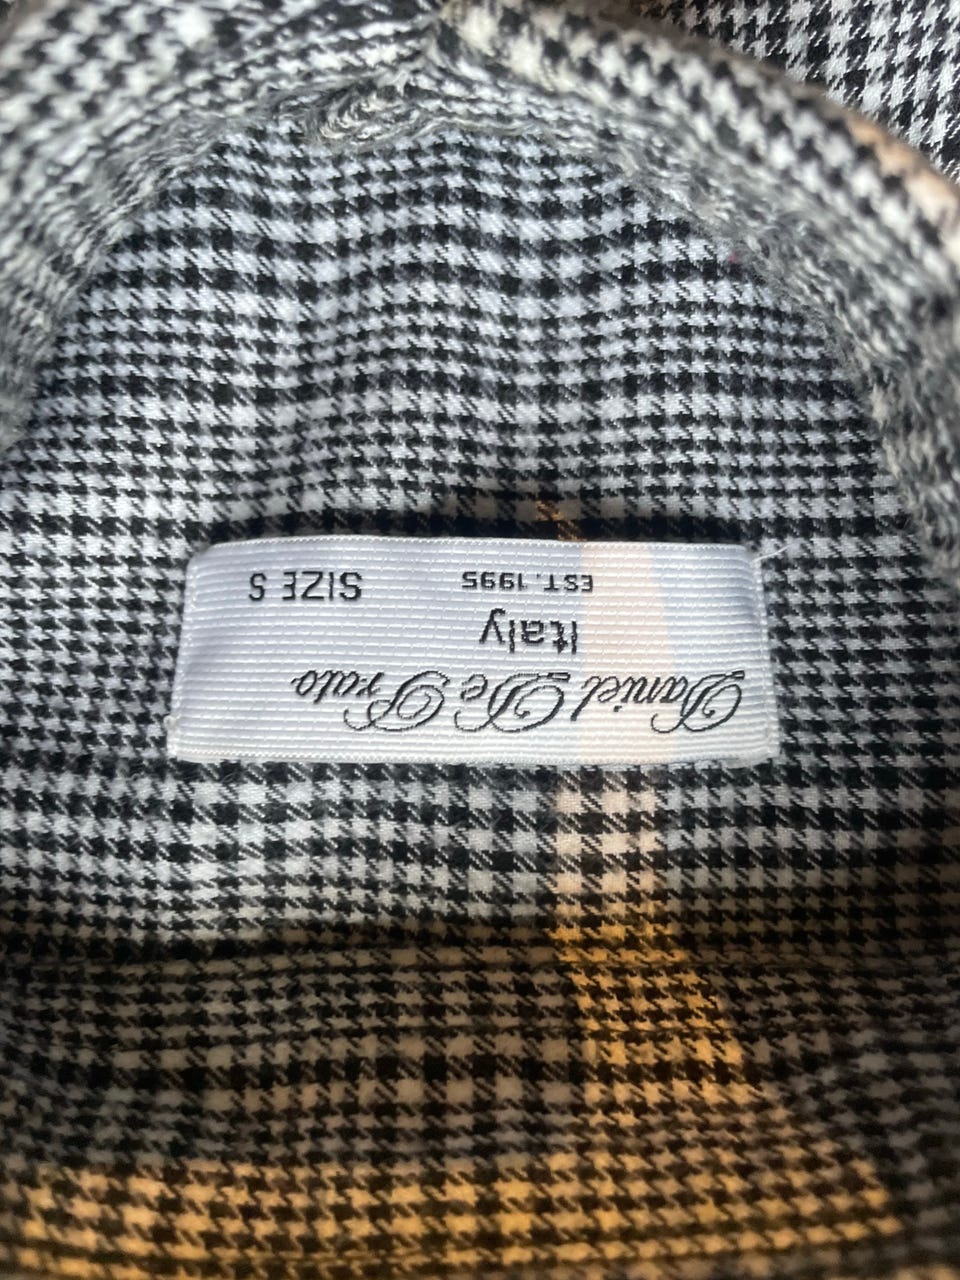 Daniel De Prato
Italy
EST. 1995 SIZE S